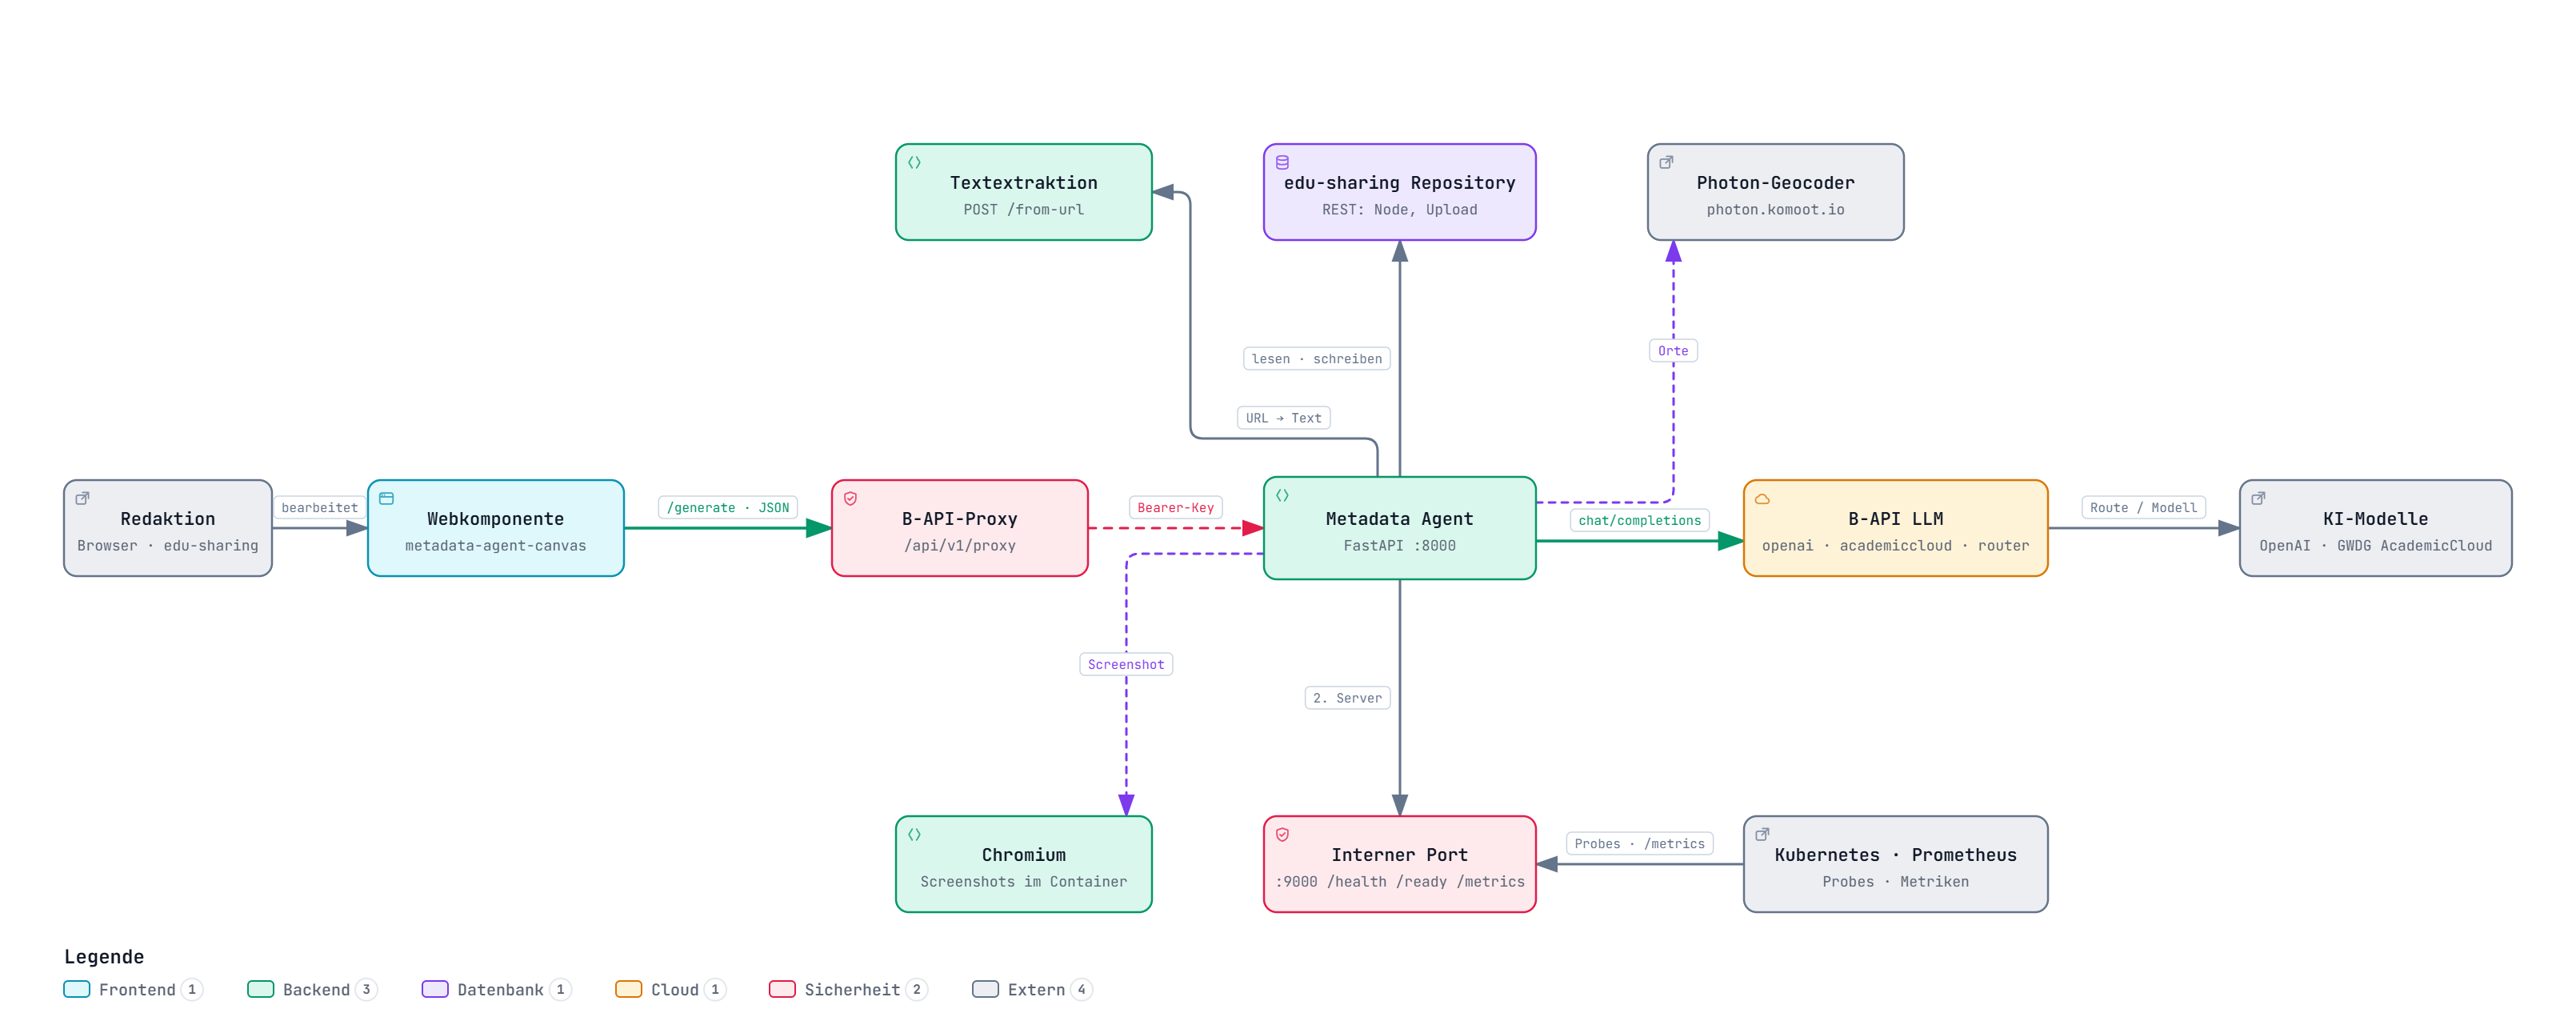 Textextraktion
POST /from-url
edu-sharing Repository
REST: Node, Upload
Photon-Geocoder
photon.komoot.io
lesen · schreiben
Orte
URL → Text
Redaktion
Browser · edu-sharing
bearbeitet
Webkomponente
metadata-agent-canvas
/generate · JSON
B-API-Proxy
/api/v1/proxy
Bearer-Key
Metadata Agent
FastAPI :8000
chat/completions
B-API LLM
openai · academiccloud · router
Route / Modell
KI-Modelle
OpenAI · GWDG AcademicCloud
Screenshot
2. Server
Chromium
Screenshots im Container
Interner Port
:9000 /health /ready /metrics
Probes · /metrics
Kubernetes · Prometheus
Probes · Metriken
Legende
Frontend 1
Backend 3
Datenbank 1
Cloud 1
Sicherheit 2
Extern 4